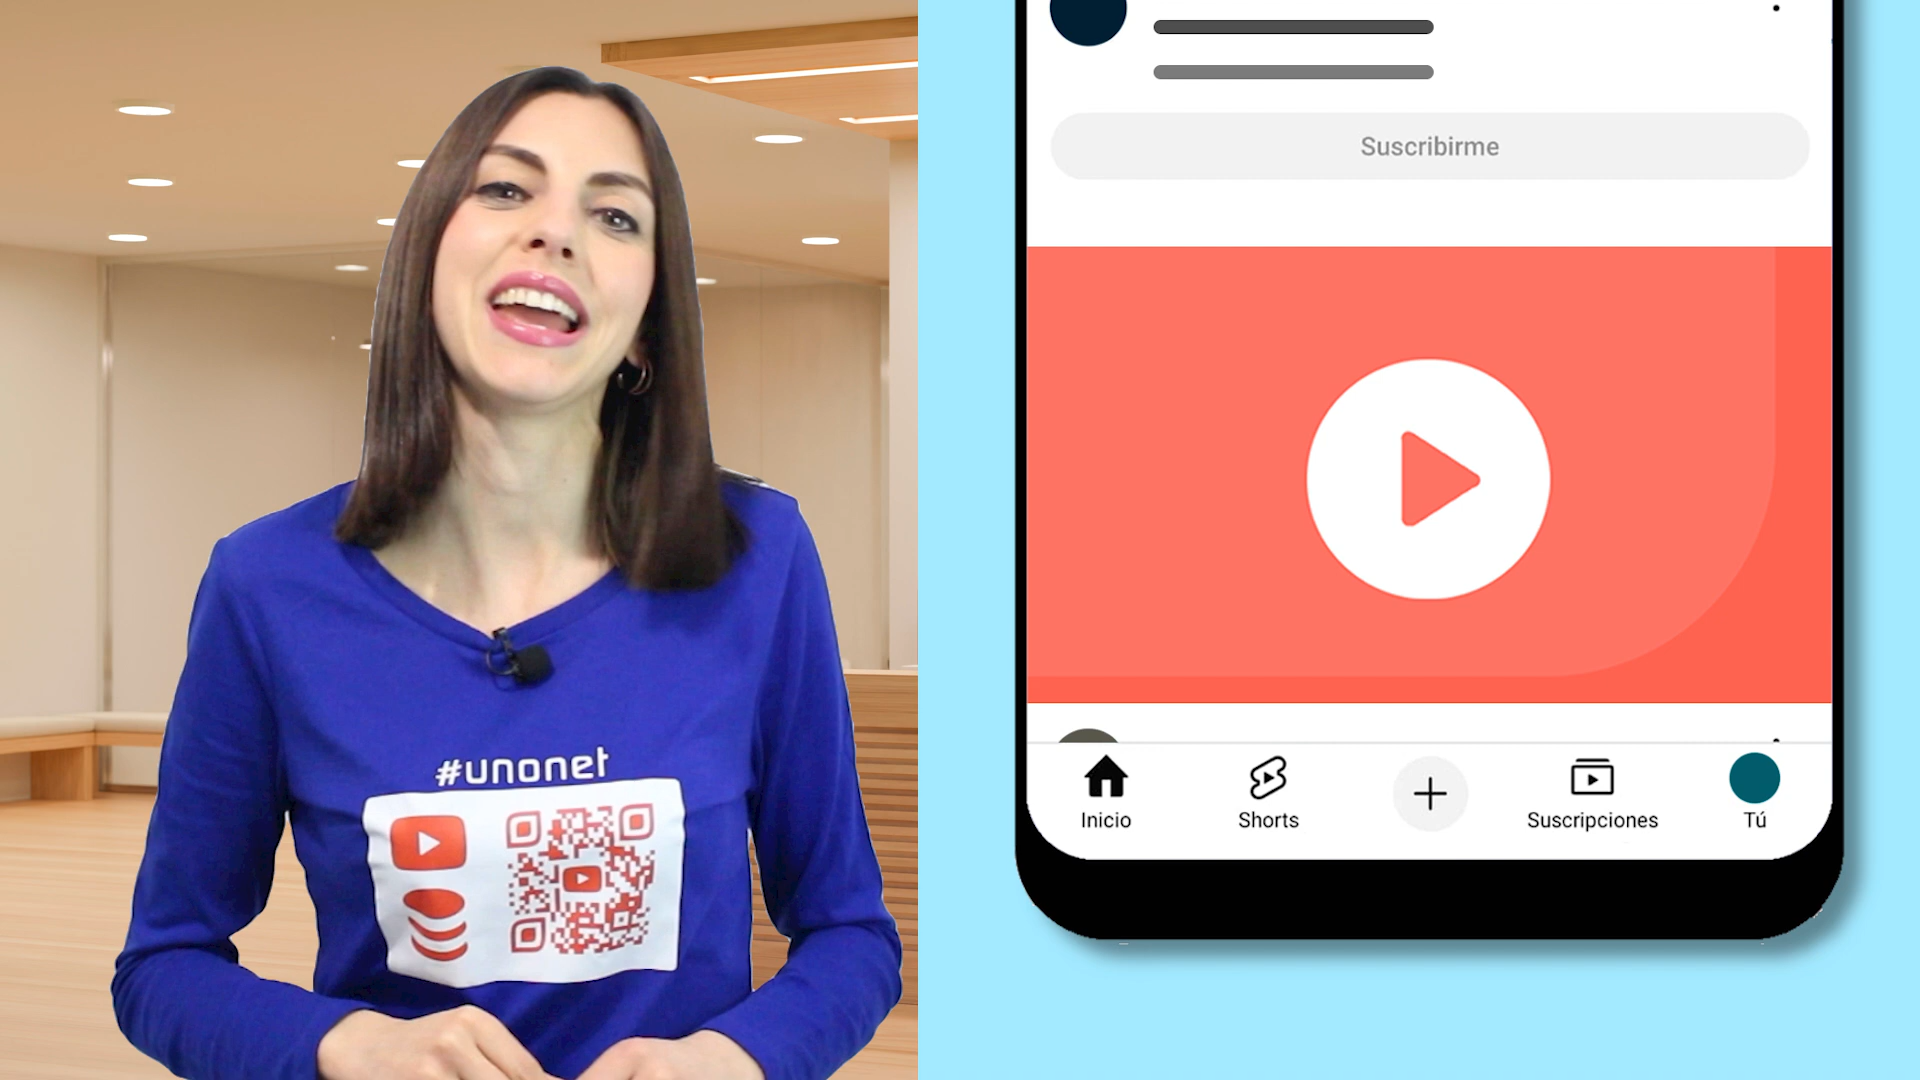 #unonet
Suscribirme
Inicio
Shorts
Suscripciones
Tú